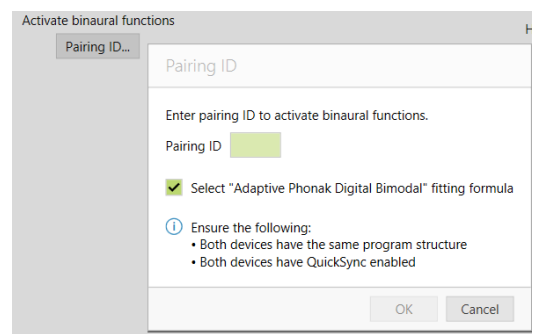 Activate binaural functions
H
Pairing ID...
Pairing ID
Enter pairing ID to activate binaural functions.
Pairing ID
Select "Adaptive Phonak Digital Bimodal" fitting formula
Ensure the following:
• Both devices have the same program structure
• Both devices have QuickSync enabled
OK
Cancel